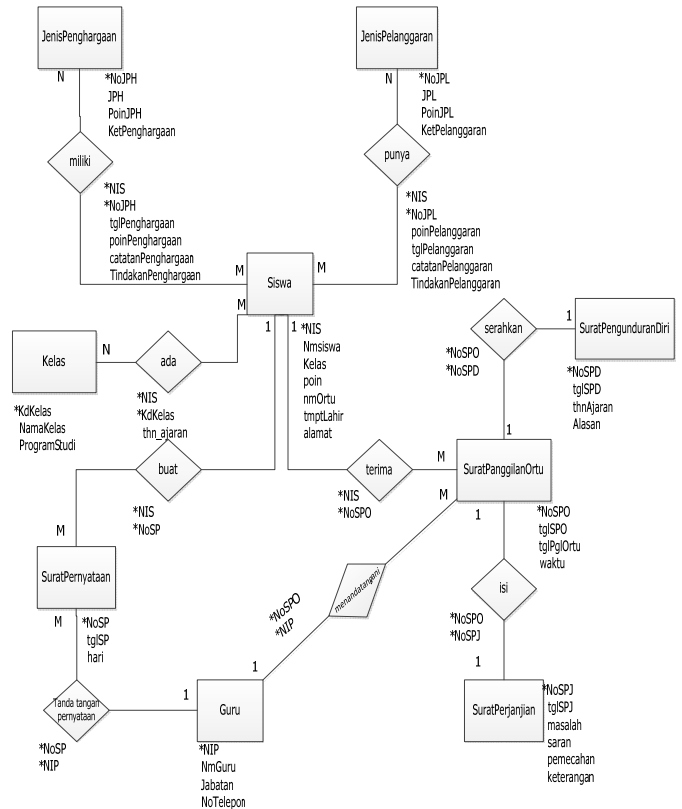 JenisPenghargaan
N
*NoJPH
JPH
PoinJPH
KetPenghargaan
miliki
*NIS
*NoJPH
tglPenghargaan
poinPenghargaan
catatanPenghargaan
TindakanPenghargaan
M
JenisPelanggaran
N
*NoJPL
JPL
PoinJPL
KetPelanggaran
punya
*NIS
*NoJPL
poinPelanggaran
tglPelanggaran
catatanPelanggaran
TindakanPelanggaran
M
Siswa
M
1
1
*NIS
Nmsiswa
Kelas
poin
nmOrtu
tmptLahir
alamat
Kelas
N
*KdKelas
NamaKelas
ProgramStudi
ada
*NIS
*KdKelas
thn_ajaran
buat
*NIS
*NoSP
M
SuratPernyataan
M
*NoSP
tglSP
hari
Tanda tangan
pernyataan
*NoSP
*NIP
1
Guru
1
*NIP
NmGuru
Jabatan
NoTelepon
menandatangani
*NoSPO
*NIP
terima
*NIS
*NoSPO
M
M
serahkan
*NoSPO
*NoSPD
1
SuratPengunduranDiri
*NoSPD
tglSPD
thnAjaran
Alasan
1
SuratPanggilanOrtu
1
*NoSPO
tglSPO
tglPglOrtu
waktu
isi
*NoSPO
*NoSPJ
1
SuratPerjanjian
*NoSPJ
tglSPJ
masalah
saran
pemecahan
keterangan